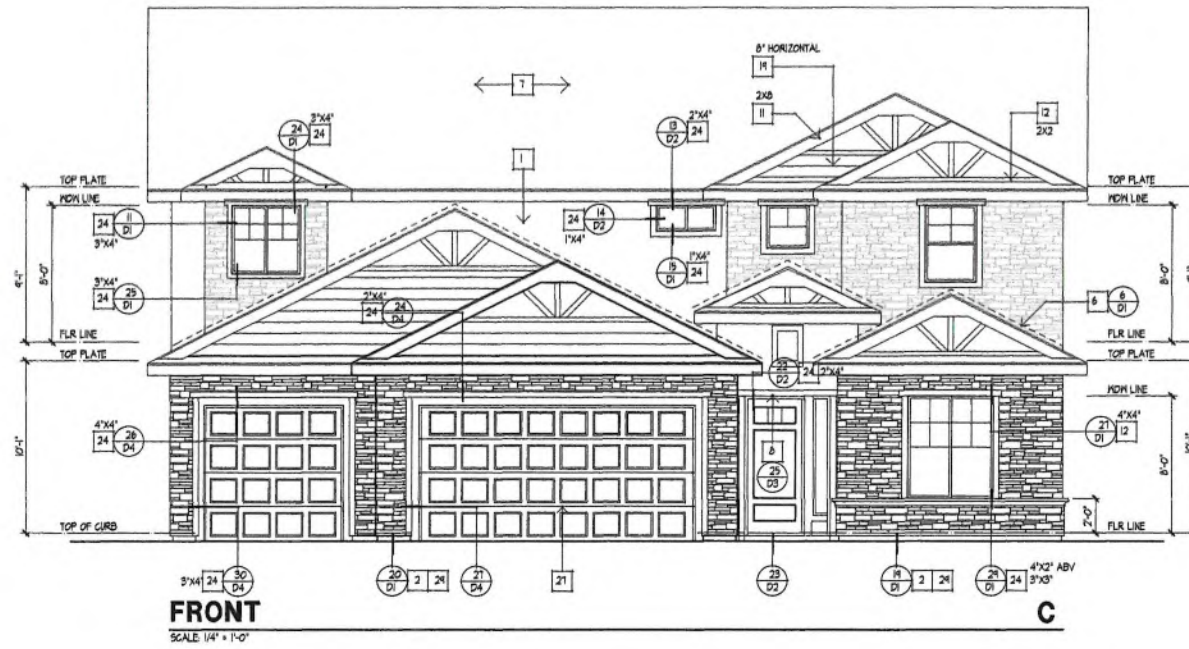 8" HORIZONTAL
19
7
2X8
11
12
2X2
3"X4"
24
D1
24
2"X4"
13
D2
24
1
TOP PLATE
WDW LINE
TOP PLATE
WDW LINE
24
11
D1
3"X4"
24
14
D2
1"X4"
9'-1"
8'-0"
8'-0"
3"X4"
24
25
D1
1"X4"
15
D1
24
2"X4"
24
24
D4
6
6
D1
FLR LINE
TOP PLATE
FLR LINE
TOP PLATE
22
D2
24
2"X4"
WDW LINE
4"X4"
24
26
D4
4"X4"
27
D1
12
10'-1"
8'-0"
25
D3
2'-0"
TOP OF CURB
FLR LINE
3"X4"
24
30
D4
20
D1
2
29
27
D4
27
23
D2
19
D1
2
29
29
D1
24
4"X2" ABV
3"X3"
FRONT
C
SCALE: 1/4" = 1'-0"